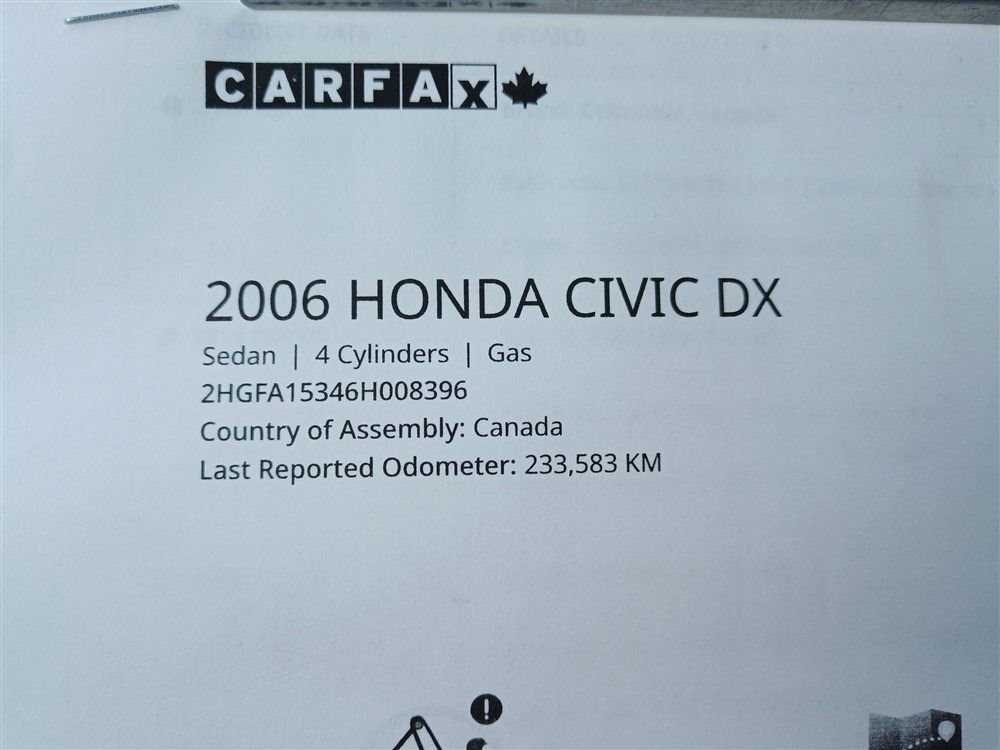 CARFAX
2006 HONDA CIVIC DX
Sedan | 4 Cylinders | Gas
2HGFA15346H008396
Country of Assembly: Canada
Last Reported Odometer: 233,583 KM